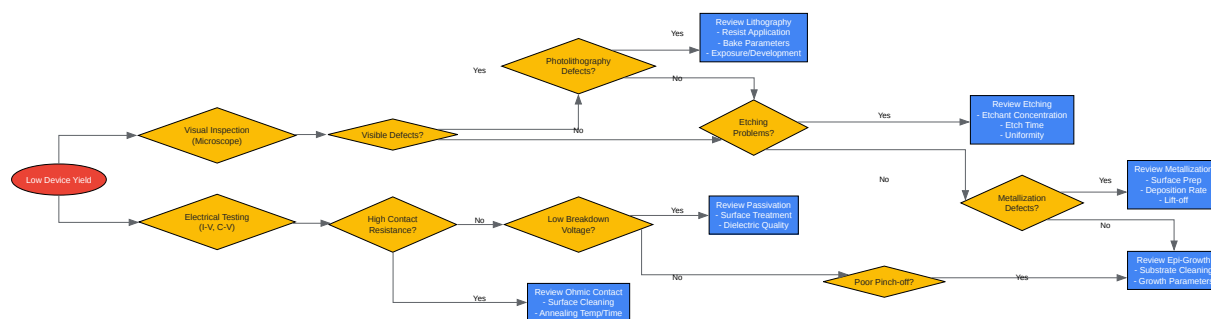 Low Device Yield
Visual Inspection
(Microscope)
Visible Defects?
Yes
No
Photolithography
Defects?
Yes
No
Review Lithography
- Resist Application
- Bake Parameters
- Exposure/Development
Etching
Problems?
Yes
No
Review Etching
- Etchant Concentration
- Etch Time
- Uniformity
Metallization
Defects?
Yes
No
Review Metallization
- Surface Prep
- Deposition Rate
- Lift-off
Electrical Testing
(I-V, C-V)
High Contact
Resistance?
No
Yes
Review Ohmic Contact
- Surface Cleaning
- Annealing Temp/Time
Low Breakdown
Voltage?
Yes
No
Review Passivation
- Surface Treatment
- Dielectric Quality
Poor Pinch-off?
Yes
Review Epi-Growth
- Substrate Cleaning
- Growth Parameters